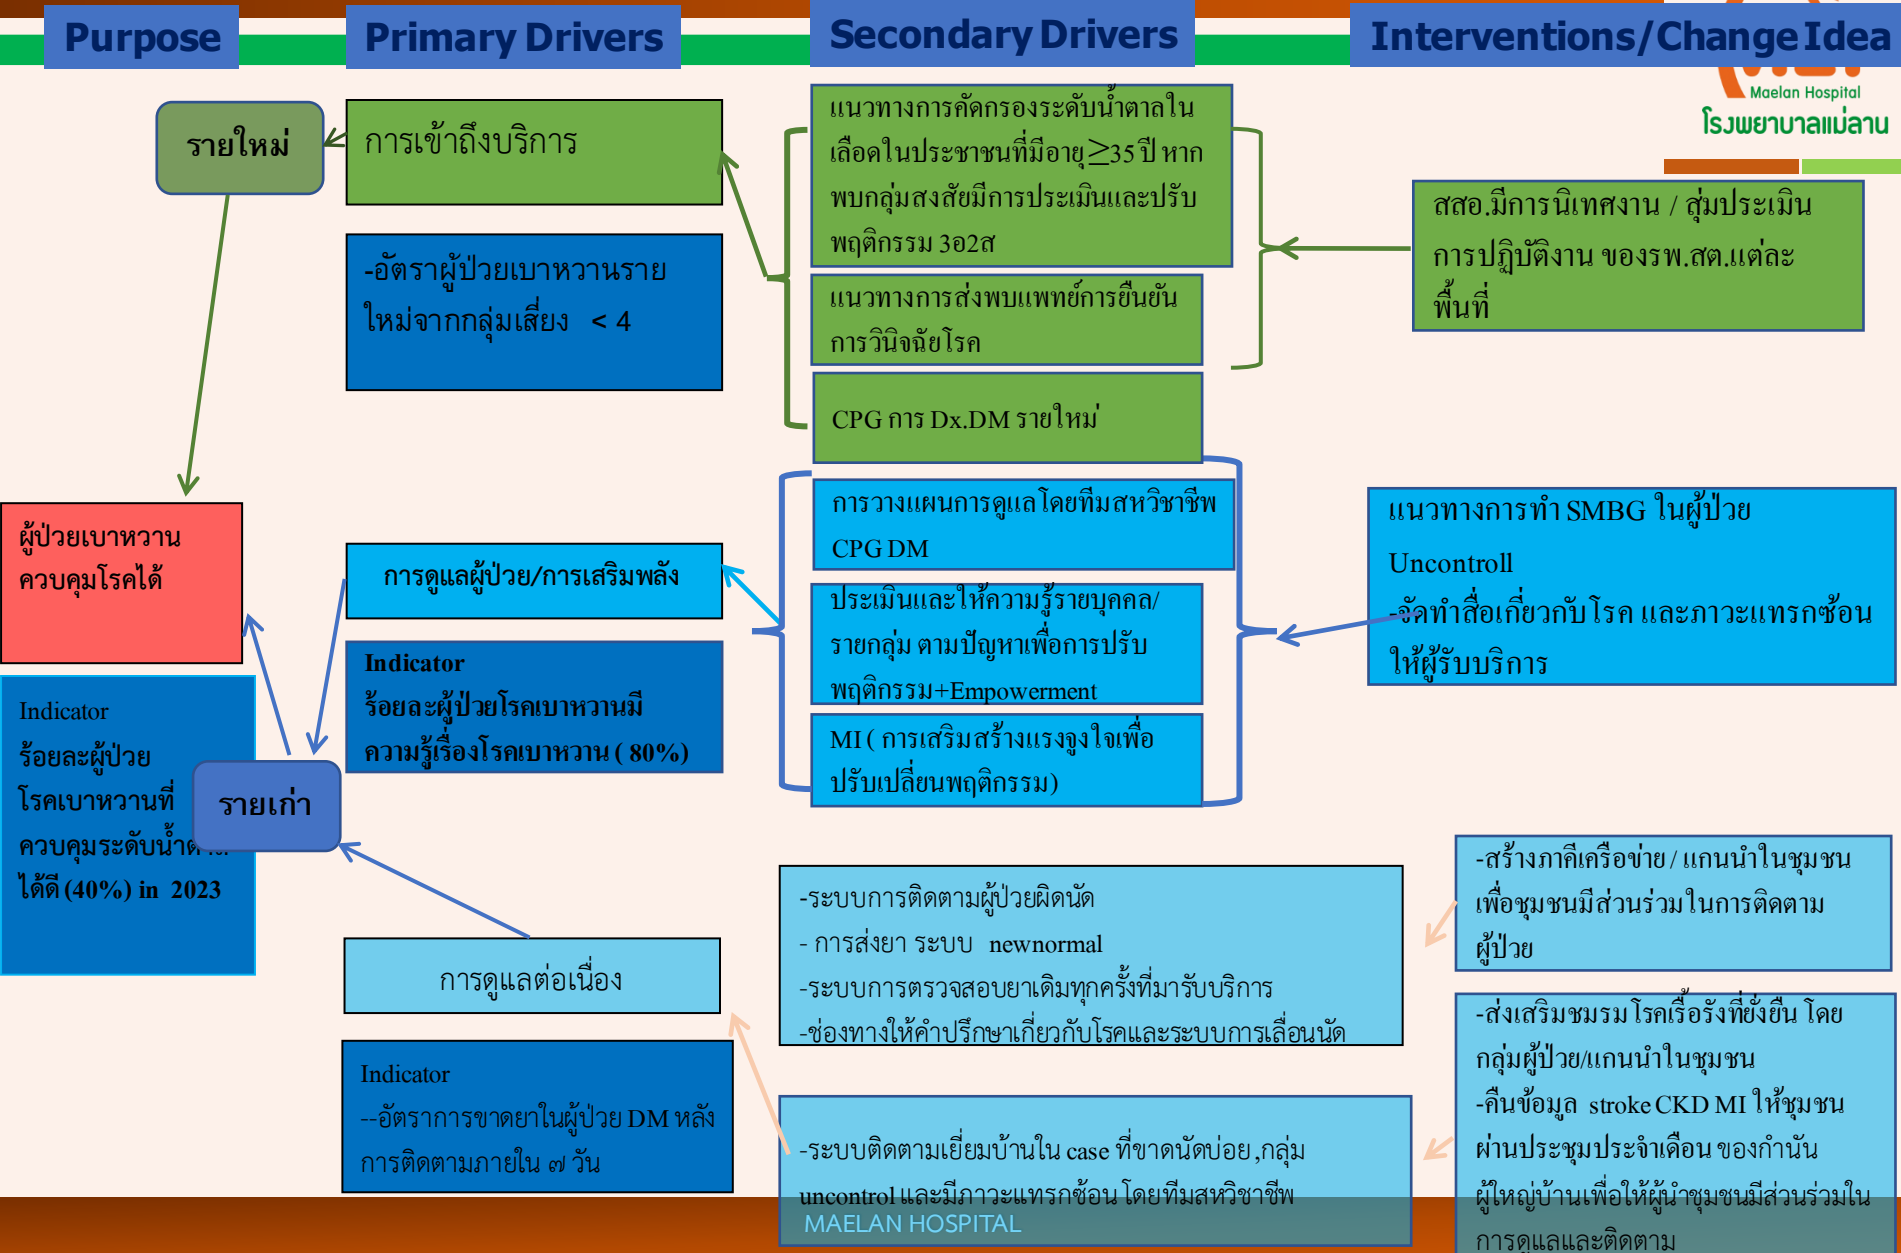 Purpose
Primary Drivers
Secondary Drivers
Interventions/Change Idea
Maelan Hospital
โรงพยาบาลแม่ลาน
รายใหม่
การเข้าถึงบริการ
-อัตราผู้ป่วยเบาหวานราย
ใหม่จากกลุ่มเสี่ยง < 4
แนวทางการคัดกรองระดับน้ำตาลใน
เลือดในประชาชนที่มีอายุ≥35 ปี หาก
พบกลุ่มสงสัยมีการประเมินและปรับ
พฤติกรรม 3อ2ส
แนวทางการส่งพบแพทย์การยืนยัน
การวินิจฉัยโรค
CPG การ Dx.DM รายใหม่
สสอ.มีการนิเทศงาน / สุ่มประเมิน
การปฏิบัติงาน ของรพ.สต.แต่ละ
พื้นที่
ผู้ป่วยเบาหวาน
ควบคุมโรคได้
Indicator
ร้อยละผู้ป่วย
โรคเบาหวานที่
ควบคุมระดับน้ำตาล
ได้ดี (40%) in 2023
รายเก่า
การดูแลผู้ป่วย/การเสริมพลัง
Indicator
ร้อยละผู้ป่วยโรคเบาหวานมี
ความรู้เรื่องโรคเบาหวาน ( 80%)
การวางแผนการดูแลโดยทีมสหวิชาชีพ
CPG DM
ประเมินและให้ความรู้รายบุคคล/
รายกลุ่ม ตามปัญหาเพื่อการปรับ
พฤติกรรม+Empowerment
MI ( การเสริมสร้างแรงจูงใจเพื่อ
ปรับเปลี่ยนพฤติกรรม)
แนวทางการทำ SMBG ในผู้ป่วย
Uncontroll
-จัดทำสื่อเกี่ยวกับโรค และภาวะแทรกซ้อน
ให้ผู้รับบริการ
การดูแลต่อเนื่อง
Indicator
--อัตราการขาดยาในผู้ป่วย DM หลัง
การติดตามภายใน ๗ วัน
-ระบบการติดตามผู้ป่วยผิดนัด
- การส่งยา ระบบ newnormal
-ระบบการตรวจสอบยาเดิมทุกครั้งที่มารับบริการ
-ช่องทางให้คำปรึกษาเกี่ยวกับโรคและระบบการเลื่อนนัด
-ระบบติดตามเยี่ยมบ้านใน case ที่ขาดนัดบ่อย ,กลุ่ม
uncontrol และมีภาวะแทรกซ้อน โดยทีมสหวิชาชีพ
-สร้างภาคีเครือข่าย / แกนนำในชุมชน
เพื่อชุมชนมีส่วนร่วมในการติดตาม
ผู้ป่วย
-ส่งเสริมชมรม โรคเรื้อรังที่ยั่งยืน โดย
กลุ่มผู้ป่วย/แกนนำในชุมชน
-คืนข้อมูล stroke CKD MI ให้ชุมชน
ผ่านประชุมประจำเดือน ของกำนัน
ผู้ใหญ่บ้านเพื่อให้ผู้นำชุมชนมีส่วนร่วมใน
การดูแลและติดตาม
MAELAN HOSPITAL